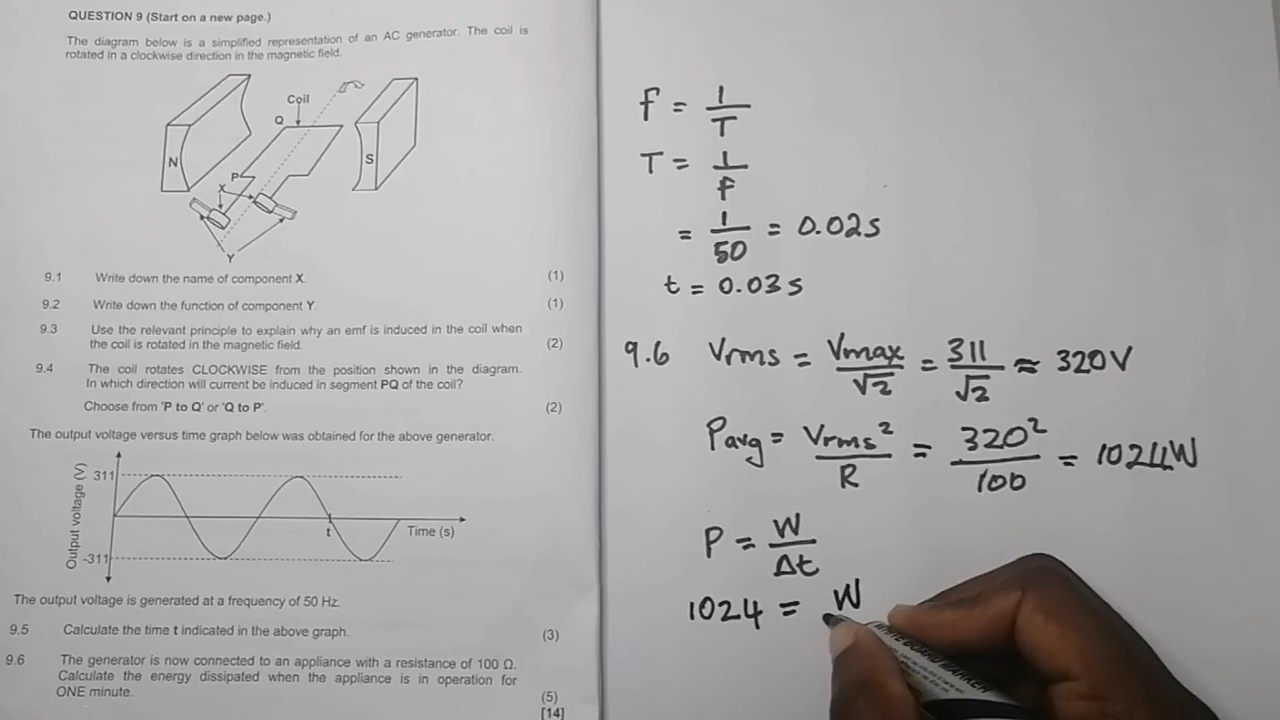 QUESTION 9 (Start on a new page.)
The diagram below is a simplified representation of an AC generator. The coil is
rotated in a clockwise direction in the magnetic field.
Coil
Q
N
S
P
X
Y
9.1 Write down the name of component X. (1)
9.2 Write down the function of component Y. (1)
9.3 Use the relevant principle to explain why an emf is induced in the coil when
the coil is rotated in the magnetic field. (2)
9.4 The coil rotates CLOCKWISE from the position shown in the diagram.
In which direction will current be induced in segment PQ of the coil?
Choose from 'P to Q' or 'Q to P'. (2)
The output voltage versus time graph below was obtained for the above generator.
Output voltage (V)
311
-311
t
Time (s)
The output voltage is generated at a frequency of 50 Hz.
9.5 Calculate the time t indicated in the above graph. (3)
9.6 The generator is now connected to an appliance with a resistance of 100 Ω.
Calculate the energy dissipated when the appliance is in operation for
ONE minute. (5)
[14]
f = 1/T
T = 1/f
= 1/50 = 0.02s
t = 0.03s
9.6 Vrms = Vmax/√2 = 311/√2 ≈ 320V
Pavg = Vrms²/R = 320²/100 = 1024W
P = W/Δt
1024 = W
WHITEBOARD MARKER